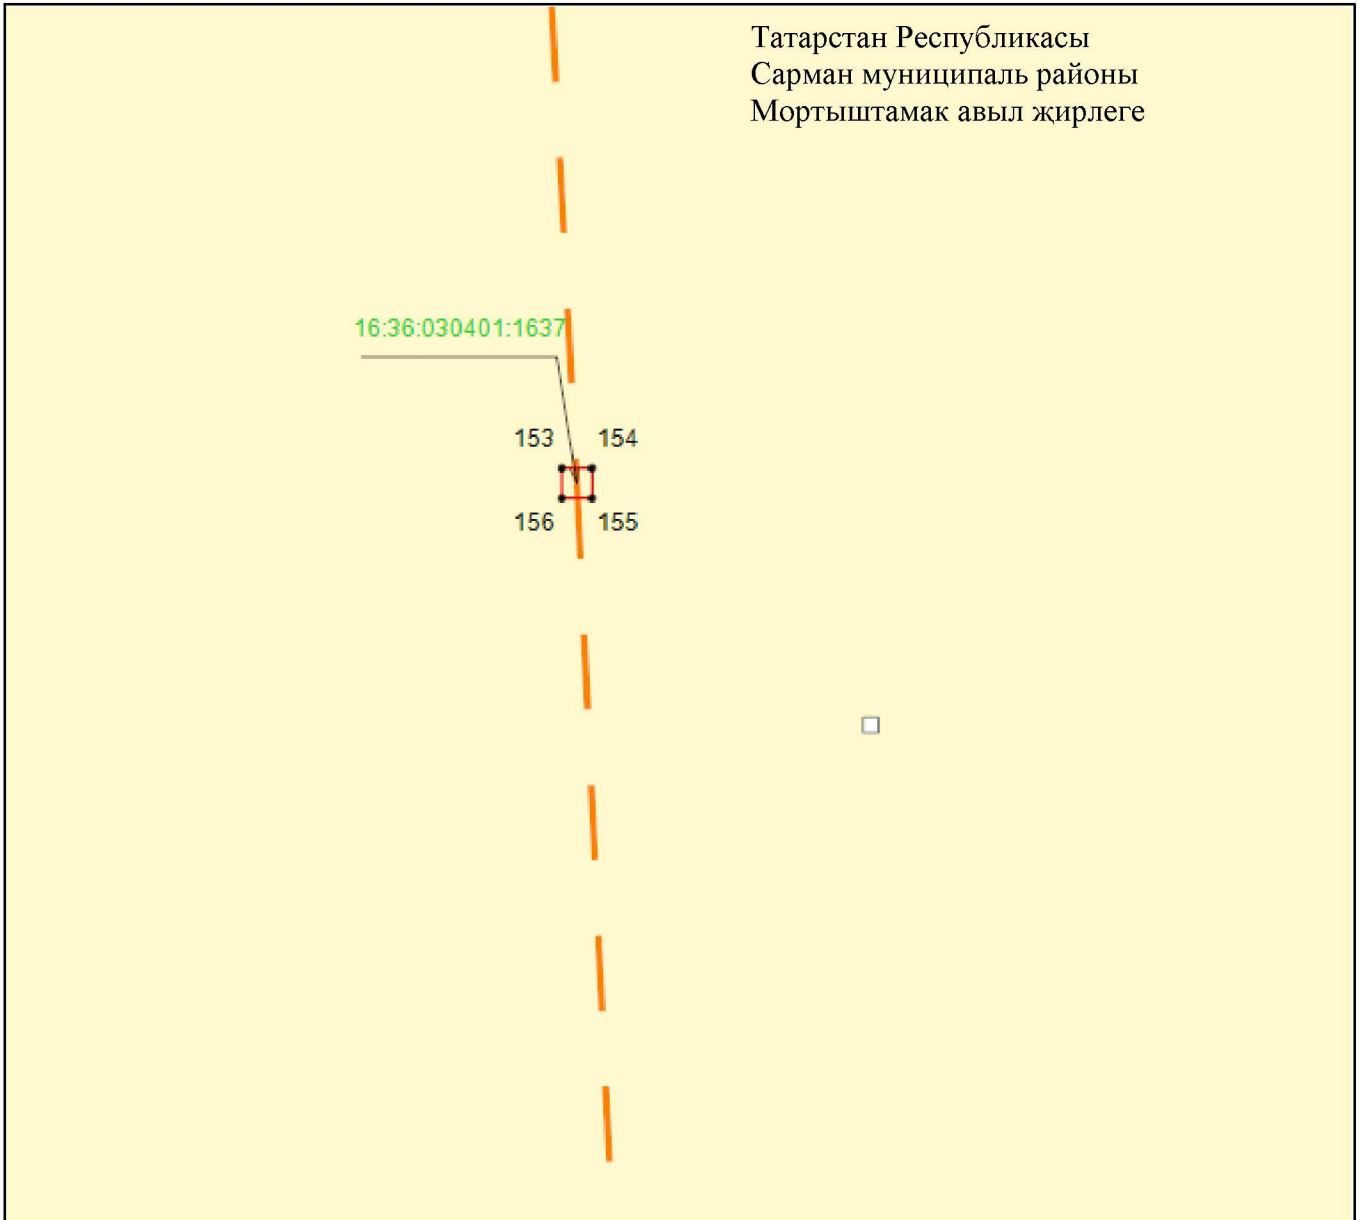 Татарстан Республикасы
Сарман муниципаль районы
Мортыштамак авыл җирлеге
16:36:030401:1637
153 154
156 155